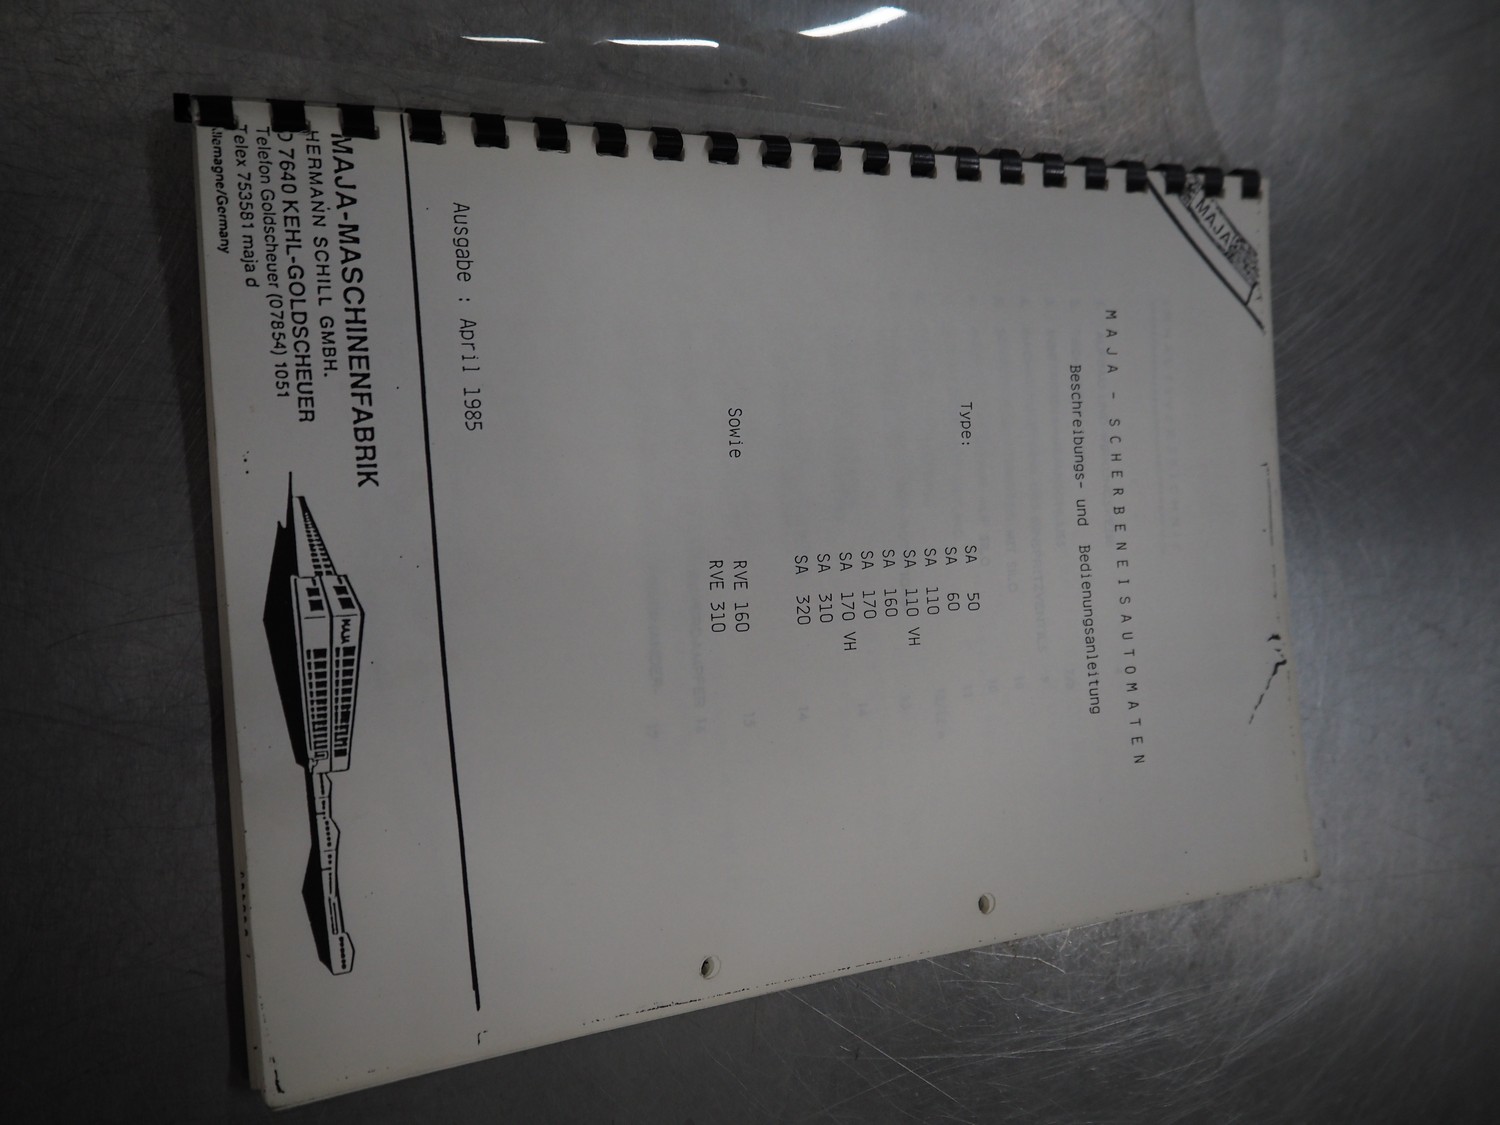 MAJA
MAJA - SCHERBENEISAUTOMATEN
Beschreibungs- und Bedienungsanleitung
Type: SA 50
SA 60
SA 110
SA 110 VH
SA 160
SA 170
SA 170 VH
SA 310
SA 320
Sowie RVE 160
RVE 310
Ausgabe : April 1985
MAJA-MASCHINENFABRIK
HERMANN SCHILL GMBH.
D 7640 KEHL-GOLDSCHEUER
Telefon Goldscheuer (07854) 1051
Telex 753581 maja d
Allemagne/Germany
MAJA